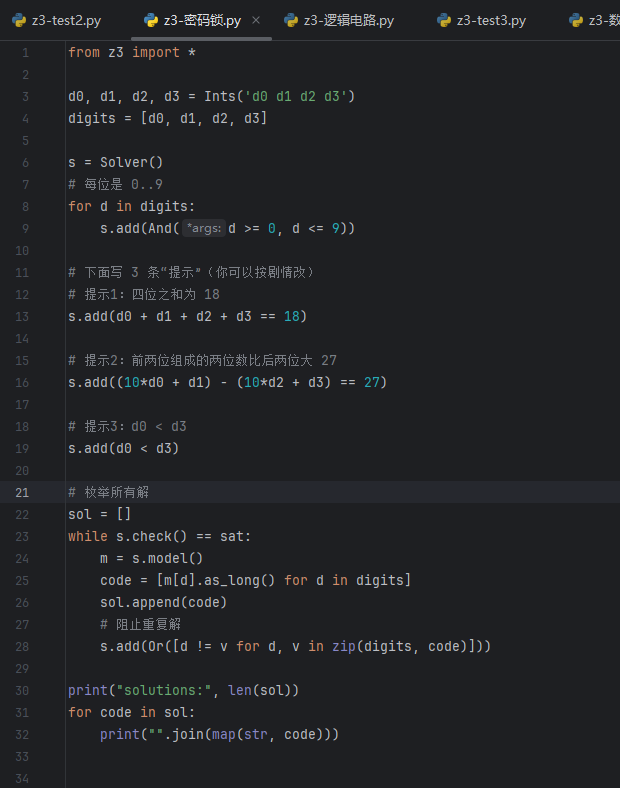 z3-test2.py z3-密码锁.py × z3-逻辑电路.py z3-test3.py z3-数
1 from z3 import *
2
3 d0, d1, d2, d3 = Ints('d0 d1 d2 d3')
4 digits = [d0, d1, d2, d3]
5
6 s = Solver()
7 # 每位是 0..9
8 for d in digits:
9 s.add(And( *args: d >= 0, d <= 9))
10
11 # 下面写 3 条“提示”（你可以按剧情改）
12 # 提示1：四位之和为 18
13 s.add(d0 + d1 + d2 + d3 == 18)
14
15 # 提示2：前两位组成的两位数比后两位大 27
16 s.add((10*d0 + d1) - (10*d2 + d3) == 27)
17
18 # 提示3：d0 < d3
19 s.add(d0 < d3)
20
21 # 枚举所有解
22 sol = []
23 while s.check() == sat:
24 m = s.model()
25 code = [m[d].as_long() for d in digits]
26 sol.append(code)
27 # 阻止重复解
28 s.add(Or([d != v for d, v in zip(digits, code)]))
29
30 print("solutions:", len(sol))
31 for code in sol:
32 print("".join(map(str, code)))
33
34